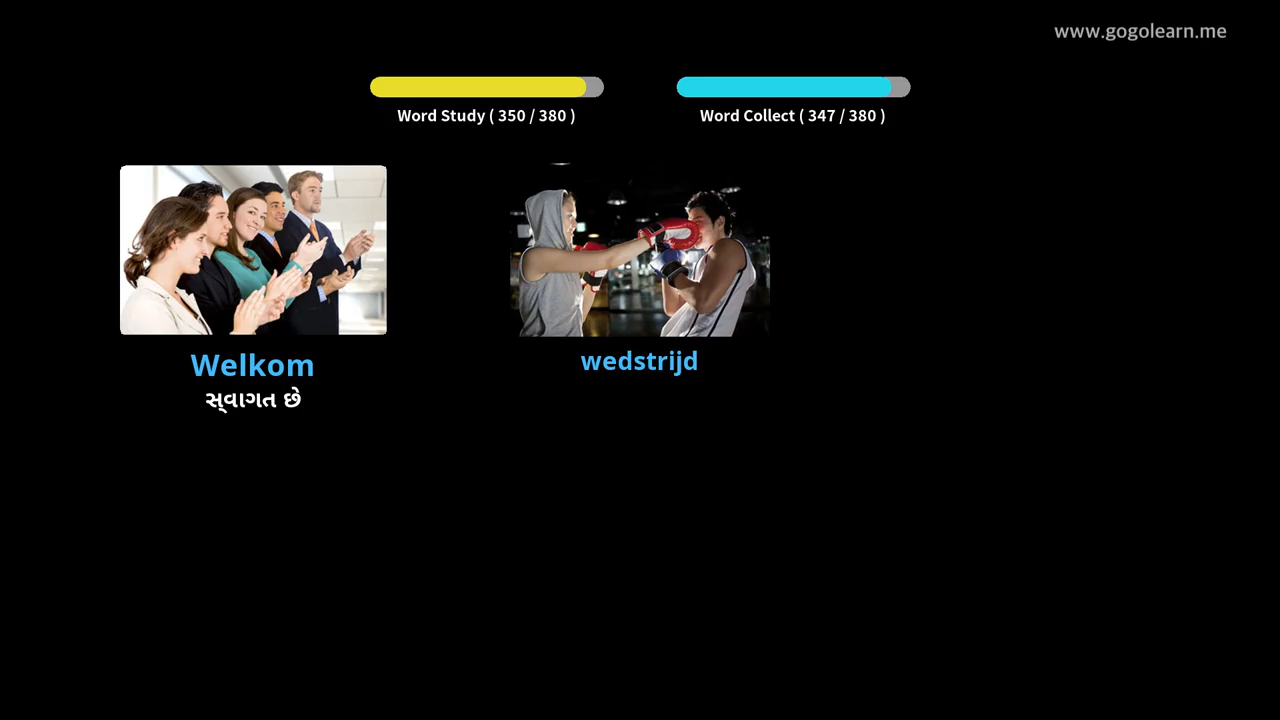 www.gogolearn.me
Word Study ( 350 / 380 )
Word Collect ( 347 / 380 )
Welkom
સ્વાગત છે
wedstrijd